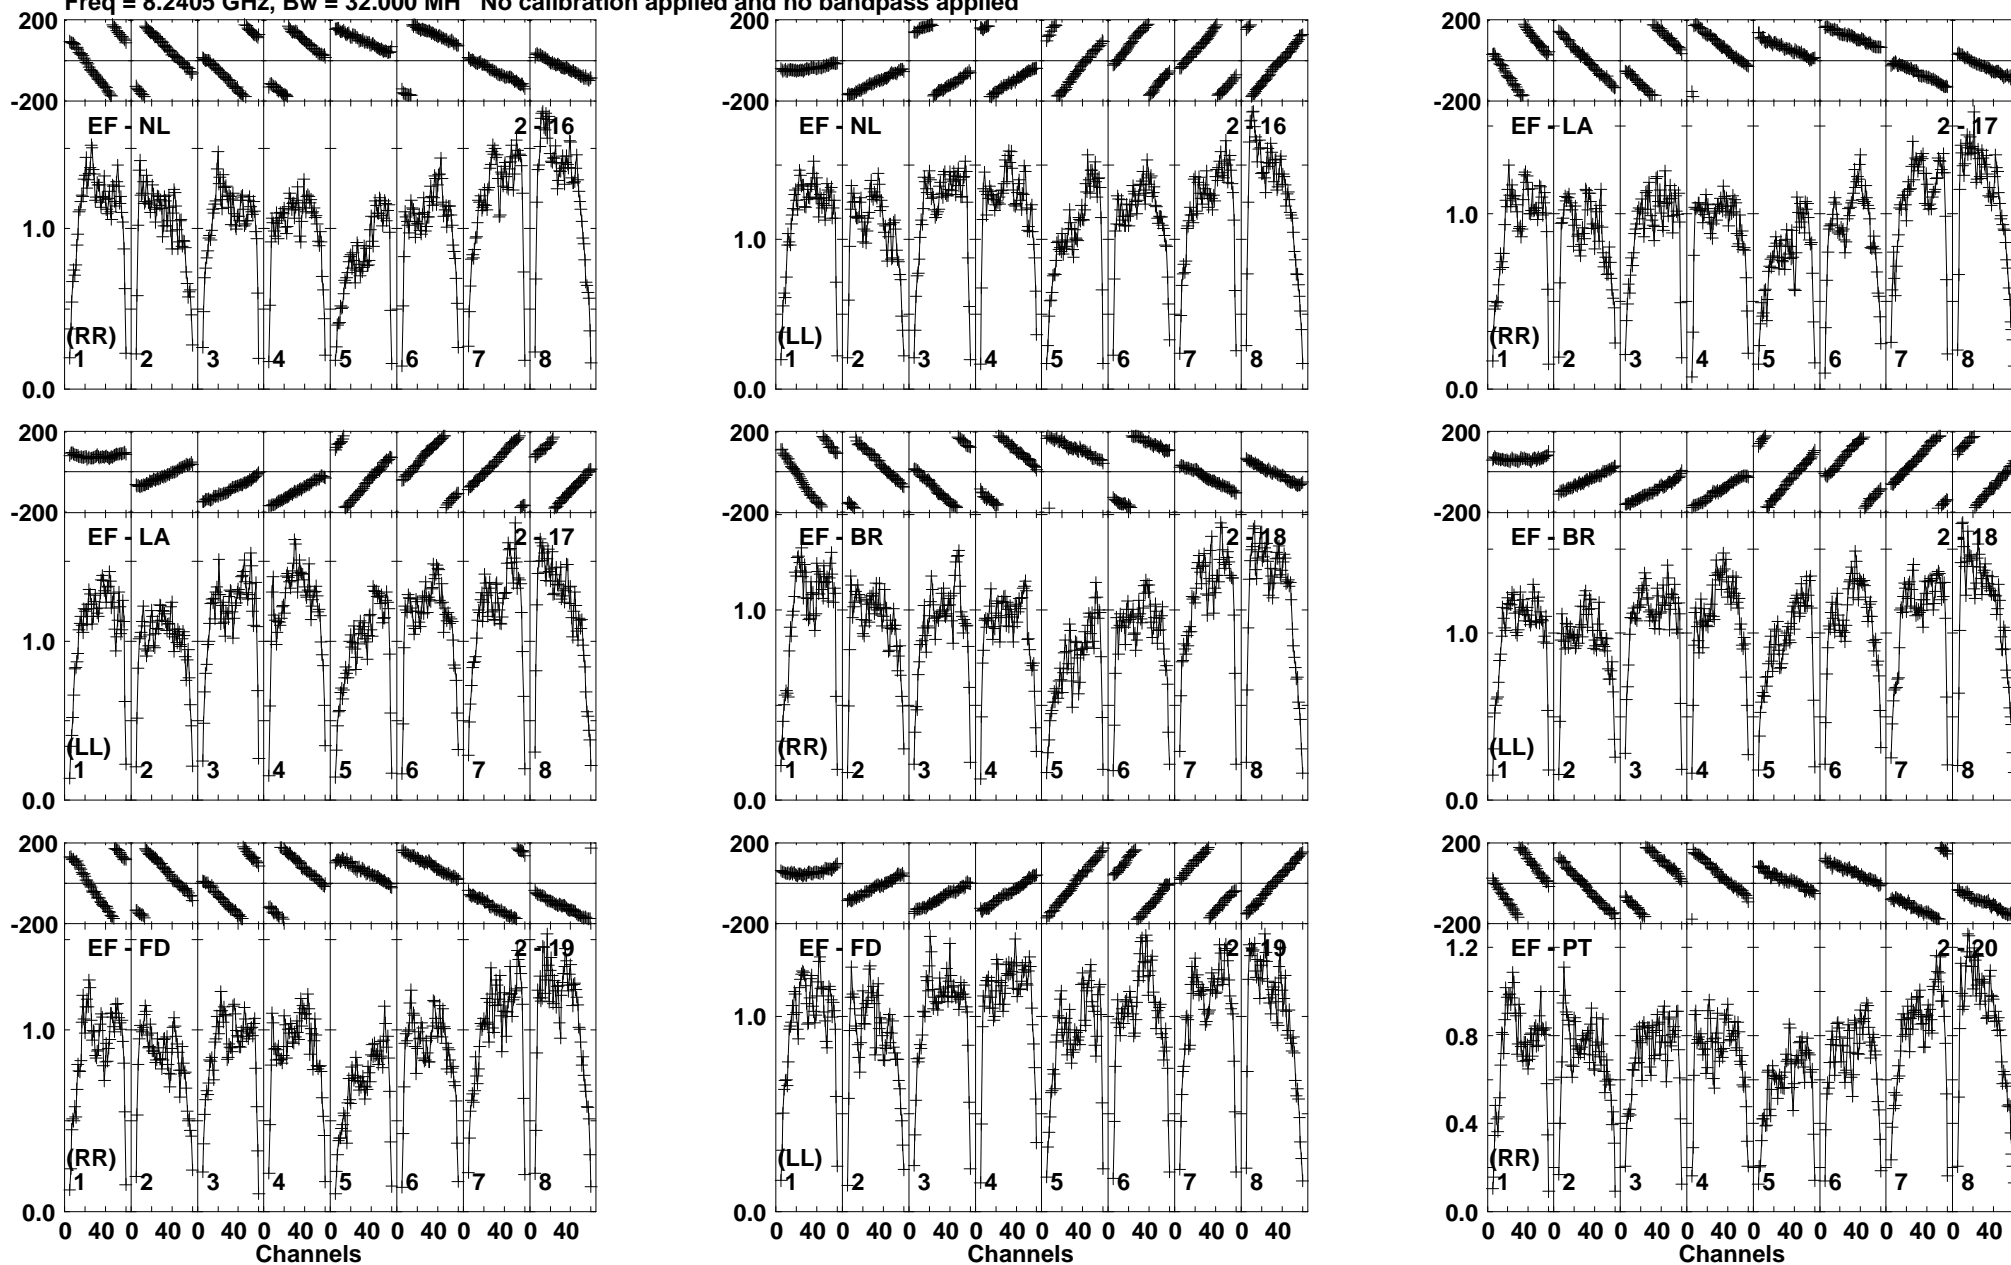 Freq = 8.2405 GHz, Bw = 32.000 MH No calibration applied and no bandpass applied
200 200 200
-200 -200 -200
EF - NL 2 - 16 EF - NL 2 - 16 EF - LA 2 - 17
1.0 1.0 1.0
(RR) (LL) (RR)
1 2 3 4 5 6 7 8 1 2 3 4 5 6 7 8 1 2 3 4 5 6 7 8
0.0 0.0 0.0
200 200 200
-200 -200 -200
EF - LA 2 - 17 EF - BR 2 - 18 EF - BR 2 - 18
1.0 1.0 1.0
(LL) (RR) (LL)
1 2 3 4 5 6 7 8 1 2 3 4 5 6 7 8 1 2 3 4 5 6 7 8
0.0 0.0 0.0
200 200 200
-200 -200 -200
EF - FD 2 - 19 EF - FD 2 - 19 EF - PT 2 - 20
1.2
1.0 1.0 0.8
0.4
(RR) (LL) (RR)
1 2 3 4 5 6 7 8 1 2 3 4 5 6 7 8 1 2 3 4 5 6 7 8
0.0 0.0 0.0
0 40 0 40 0 40 0 40 0 40 0 40 0 40 0 40 0 40 0 40 0 40 0 40 0 40 0 40 0 40 0 40 0 40 0 40 0 40 0 40 0 40 0 40 0 40 0 40
Channels Channels Channels